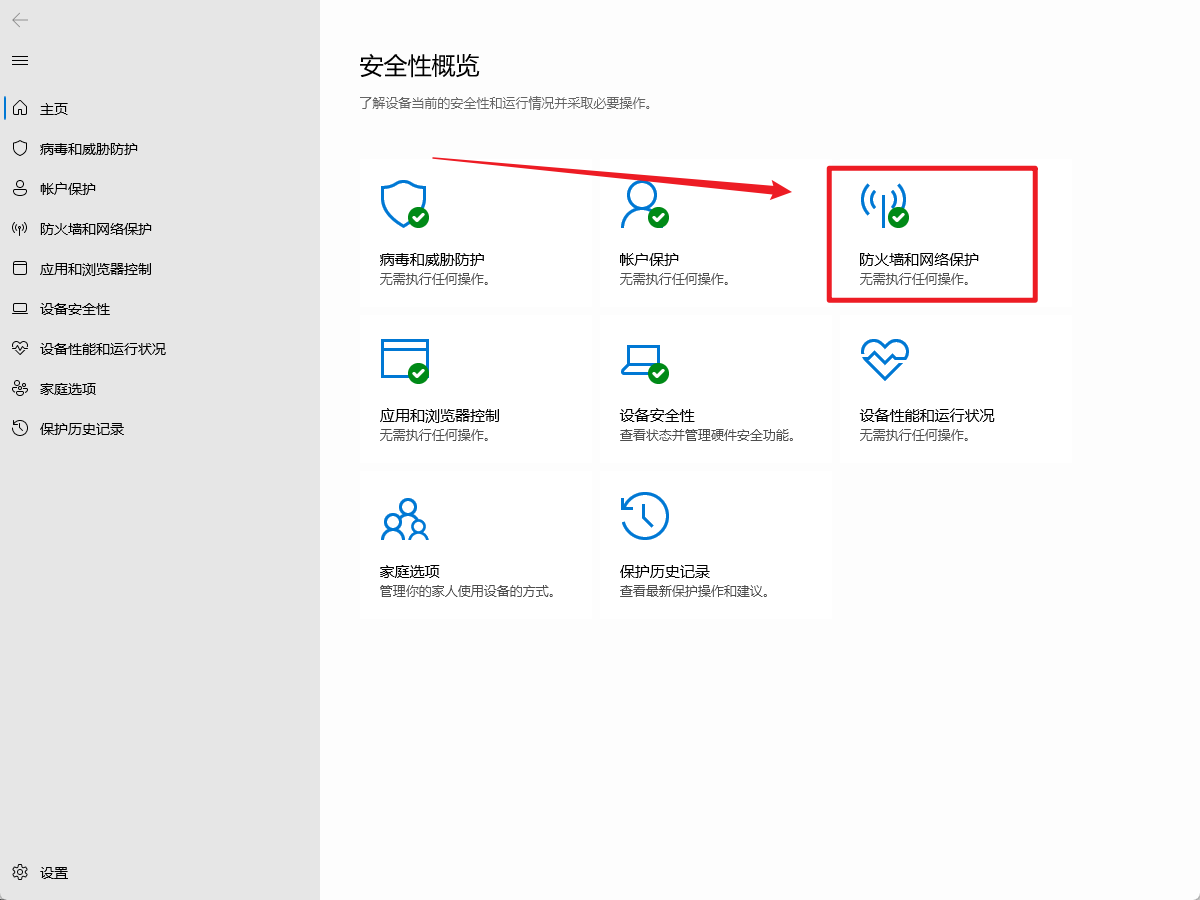 主页
病毒和威胁防护
帐户保护
防火墙和网络保护
应用和浏览器控制
设备安全性
设备性能和运行状况
家庭选项
保护历史记录
设置
安全性概览
了解设备当前的安全性和运行情况并采取必要操作。
病毒和威胁防护
无需执行任何操作。
帐户保护
无需执行任何操作。
防火墙和网络保护
无需执行任何操作。
应用和浏览器控制
无需执行任何操作。
设备安全性
查看状态并管理硬件安全功能。
设备性能和运行状况
无需执行任何操作。
家庭选项
管理你的家人使用设备的方式。
保护历史记录
查看最新保护操作和建议。